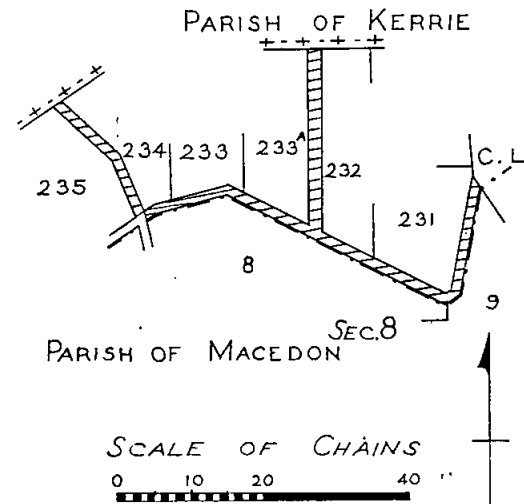 PARISH OF KERRIE
C. L.
234 233 233A 232
235
231
8
9
SEC. 8
PARISH OF MACEDON
SCALE OF CHAINS
0 10 20 40